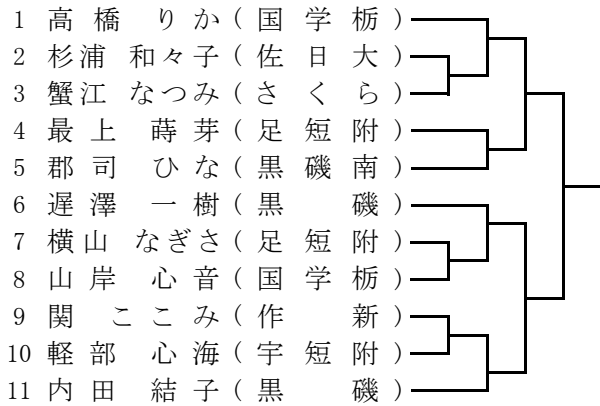 1 高橋 りか(国学栃)
2 杉浦 和々子(佐日大)
3 蟹江 なつみ(さくら)
4 最上 蒔芽(足短附)
5 郡司 ひな(黒磯南)
6 遅澤 一樹(黒磯)
7 横山 なぎさ(足短附)
8 山岸 心音(国学栃)
9 関 ここみ(作新)
10 軽部 心海(宇短附)
11 内田 結子(黒磯)